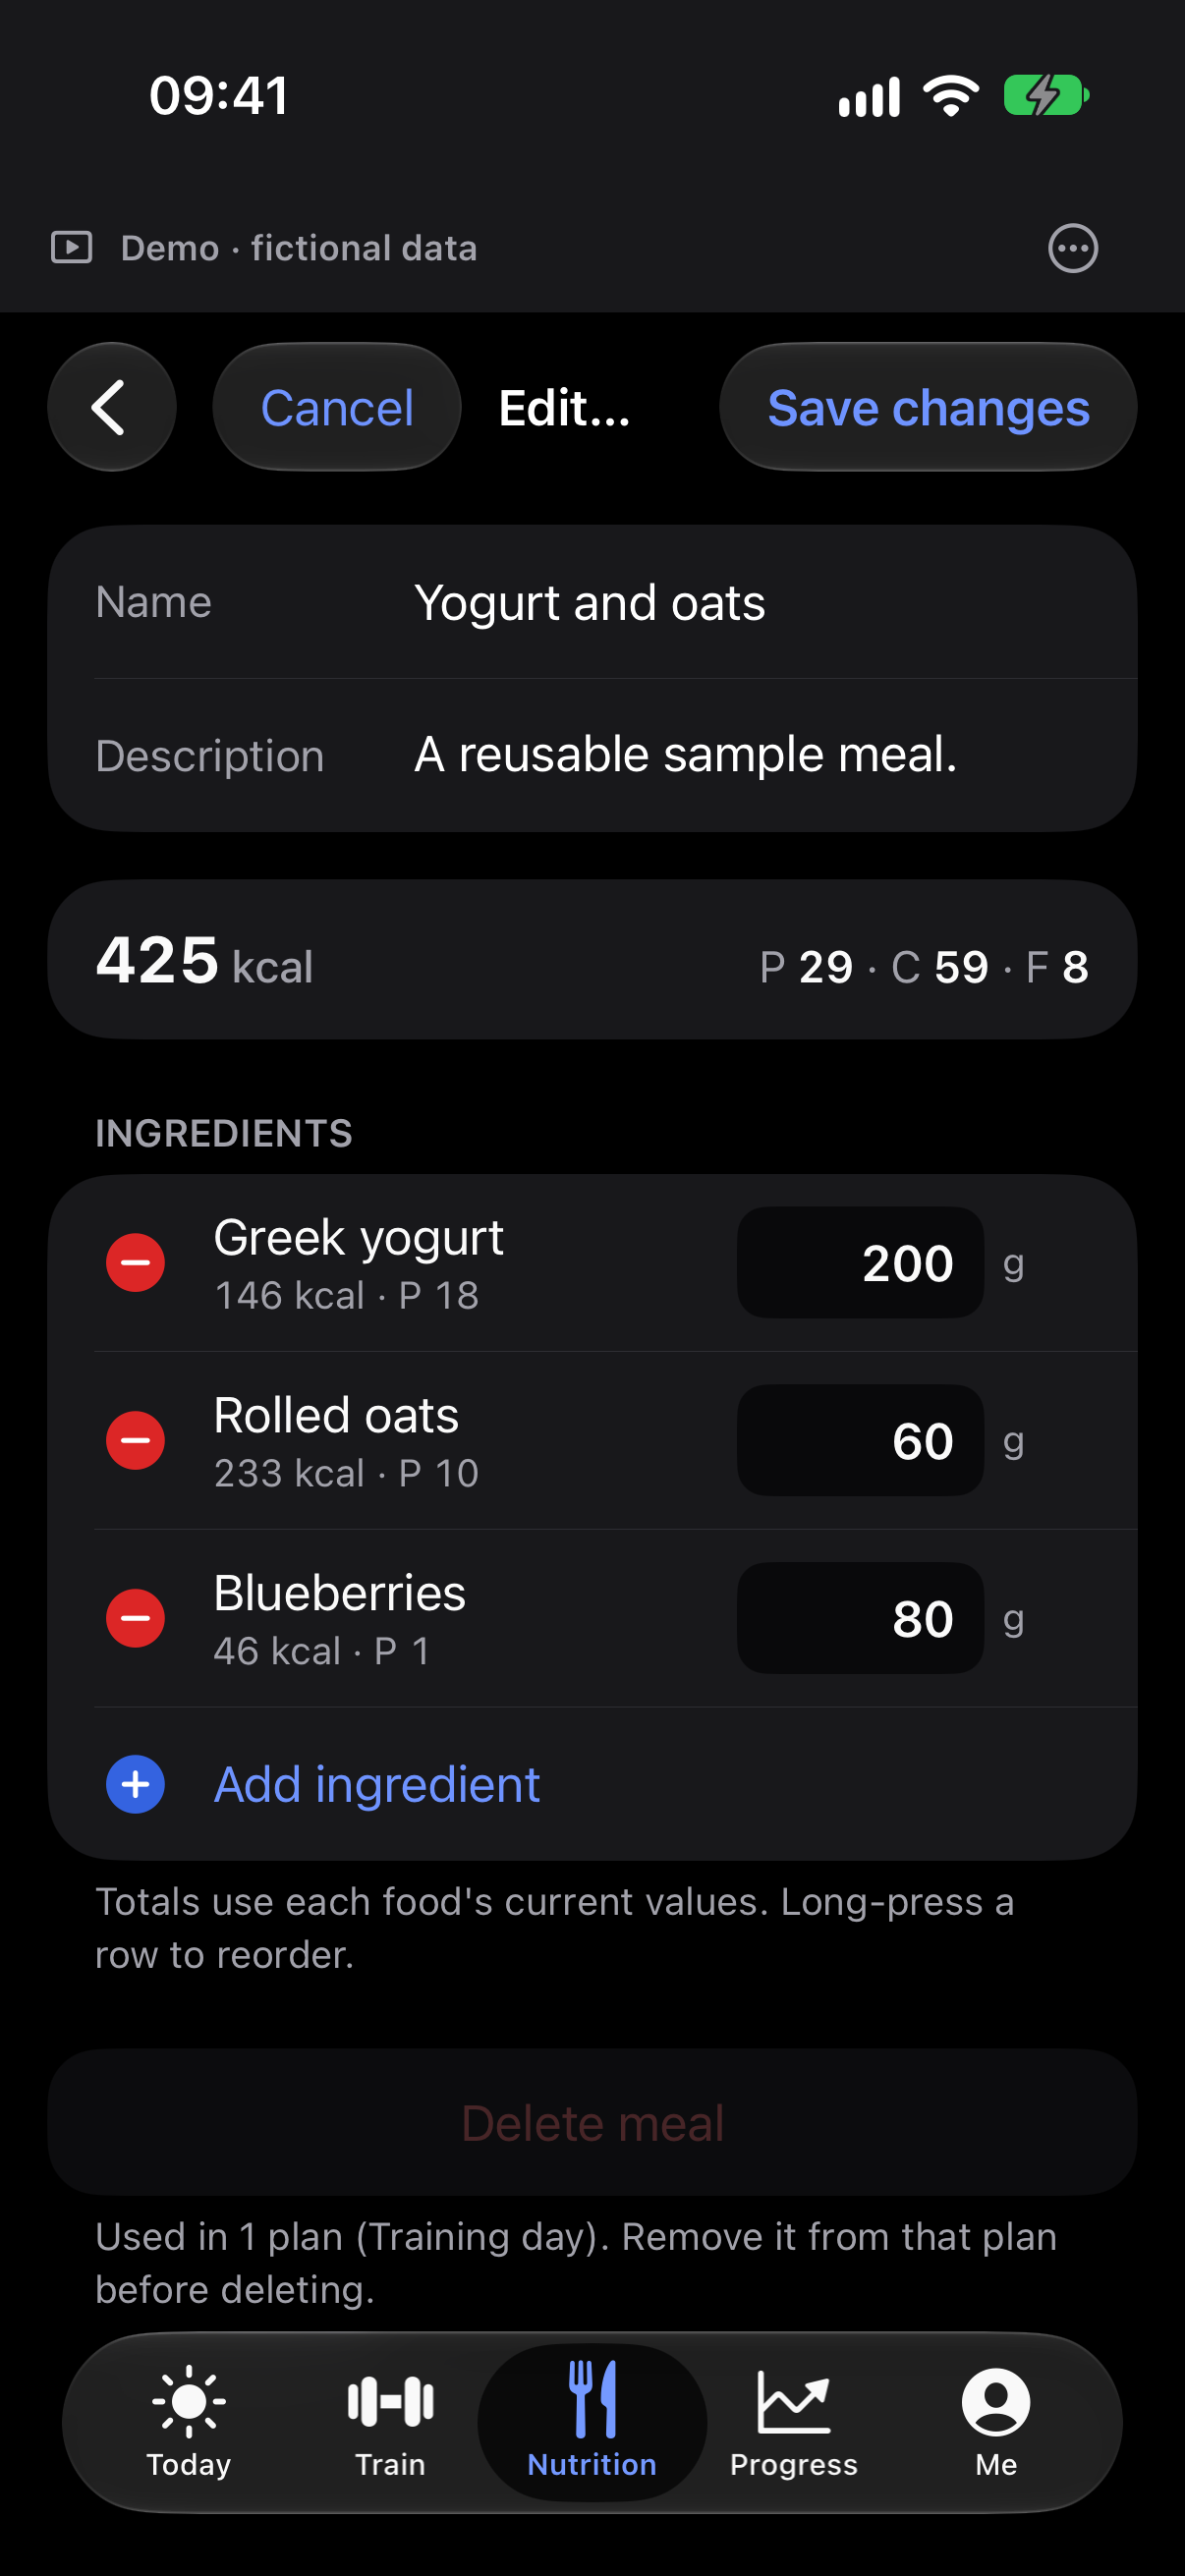 09:41
Demo · fictional data
Cancel
Edit...
Save changes
Name
Yogurt and oats
Description
A reusable sample meal.
425 kcal
P 29 · C 59 · F 8
INGREDIENTS
Greek yogurt
146 kcal · P 18
200 g
Rolled oats
233 kcal · P 10
60 g
Blueberries
46 kcal · P 1
80 g
Add ingredient
Totals use each food's current values. Long-press a
row to reorder.
Delete meal
Used in 1 plan (Training day). Remove it from that plan
before deleting.
Today
Train
Nutrition
Progress
Me